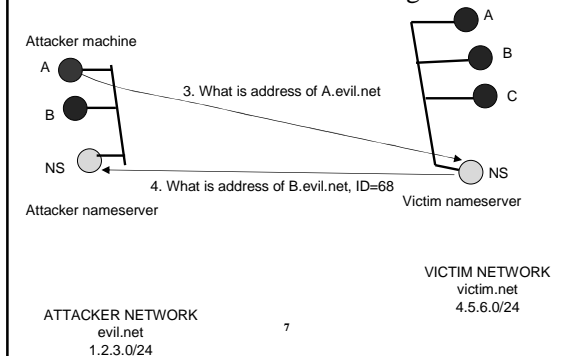 A
Attacker machine
A
B
3. What is address of A.evil.net
C
B
NS
NS
4. What is address of B.evil.net, ID=68
Victim nameserver
Attacker nameserver
VICTIM NETWORK
victim.net
4.5.6.0/24
ATTACKER NETWORK
evil.net
1.2.3.0/24
7